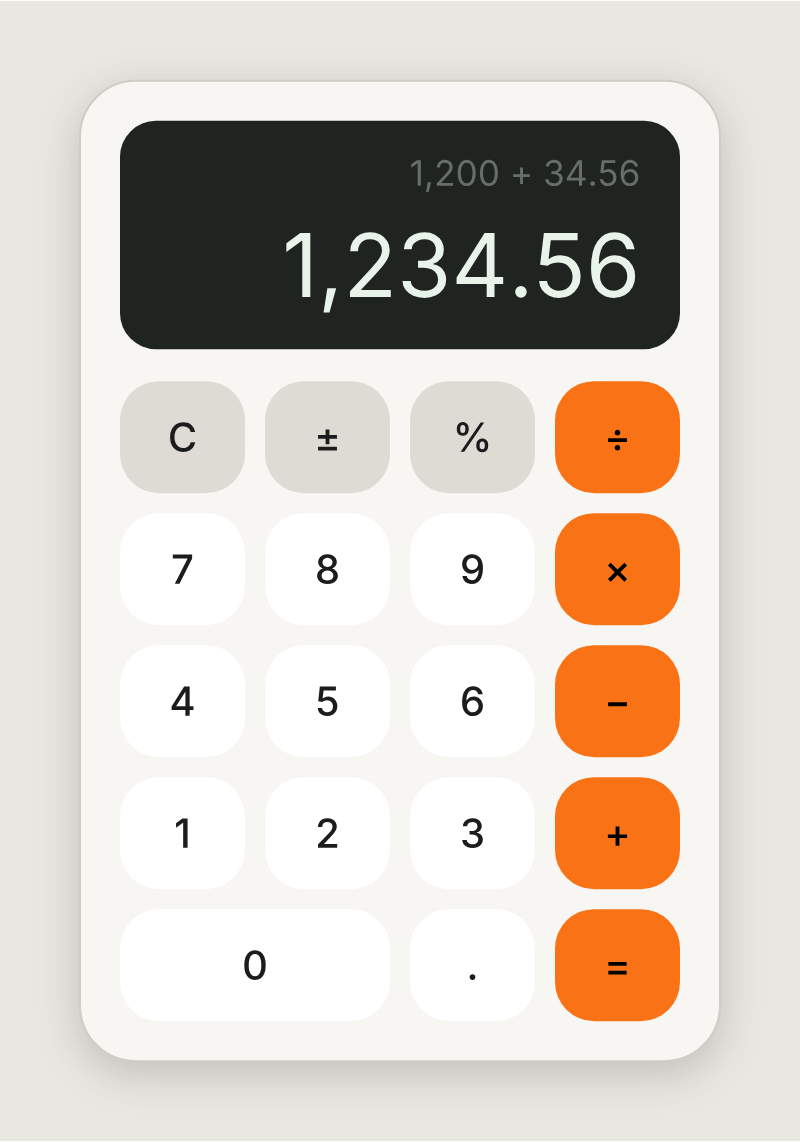 1,200 + 34.56
1,234.56
C ± % ÷
7 8 9 ×
4 5 6 −
1 2 3 +
0 . =